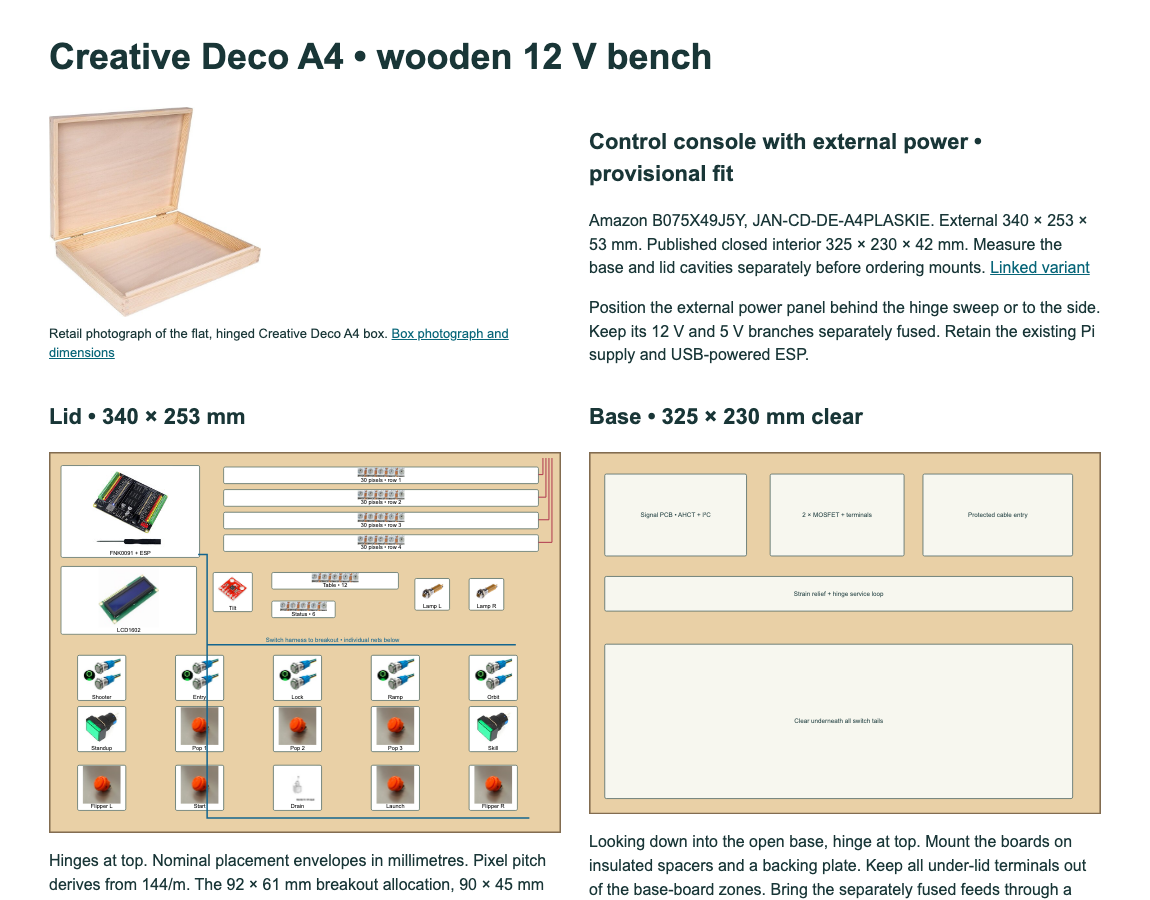 Creative Deco A4 • wooden 12 V bench
Retail photograph of the flat, hinged Creative Deco A4 box. Box photograph and
dimensions
Control console with external power •
provisional fit
Amazon B075X49J5Y, JAN-CD-DE-A4PLASKIE. External 340 × 253 ×
53 mm. Published closed interior 325 × 230 × 42 mm. Measure the
base and lid cavities separately before ordering mounts. Linked variant
Position the external power panel behind the hinge sweep or to the side.
Keep its 12 V and 5 V branches separately fused. Retain the existing Pi
supply and USB-powered ESP.
Lid • 340 × 253 mm
FNK0091 + ESP
30 pixels • row 1
30 pixels • row 2
30 pixels • row 3
30 pixels • row 4
LCD1602
Tilt
Table • 12
Status • 6
Lamp L
Lamp R
Switch harness to breakout • individual nets below
Shooter
Entry
Lock
Ramp
Orbit
Standup
Pop 1
Pop 2
Pop 3
Skill
Flipper L
Start
Drain
Launch
Flipper R
Hinges at top. Nominal placement envelopes in millimetres. Pixel pitch
derives from 144/m. The 92 × 61 mm breakout allocation, 90 × 45 mm
Base • 325 × 230 mm clear
Signal PCB • AHCT + I²C
2 × MOSFET + terminals
Protected cable entry
Strain relief + hinge service loop
Clear underneath all switch tails
Looking down into the open base, hinge at top. Mount the boards on
insulated spacers and a backing plate. Keep all under-lid terminals out
of the base-board zones. Bring the separately fused feeds through a